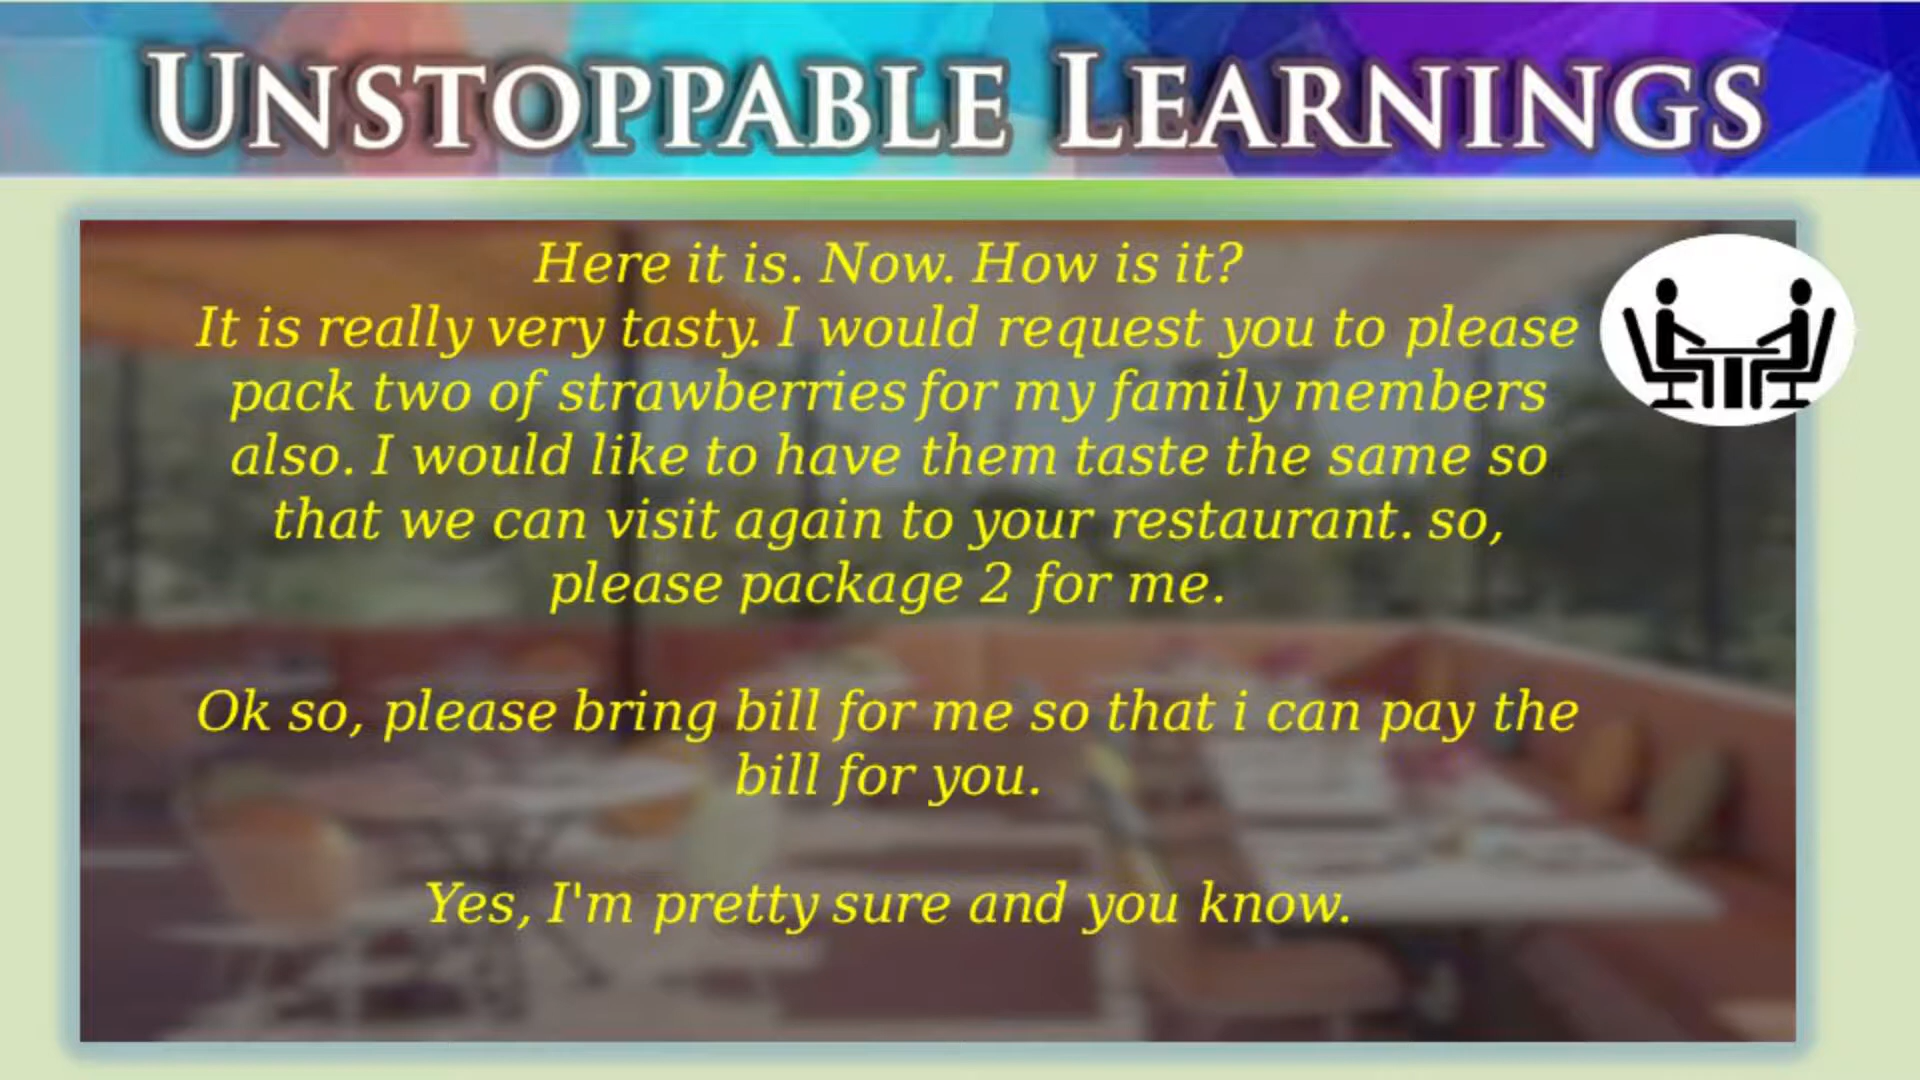 UNSTOPPABLE LEARNINGS
Here it is. Now. How is it?
It is really very tasty. I would request you to please
pack two of strawberries for my family members
also. I would like to have them taste the same so
that we can visit again to your restaurant. so,
please package 2 for me.
Ok so, please bring bill for me so that i can pay the
bill for you.
Yes, I'm pretty sure and you know.